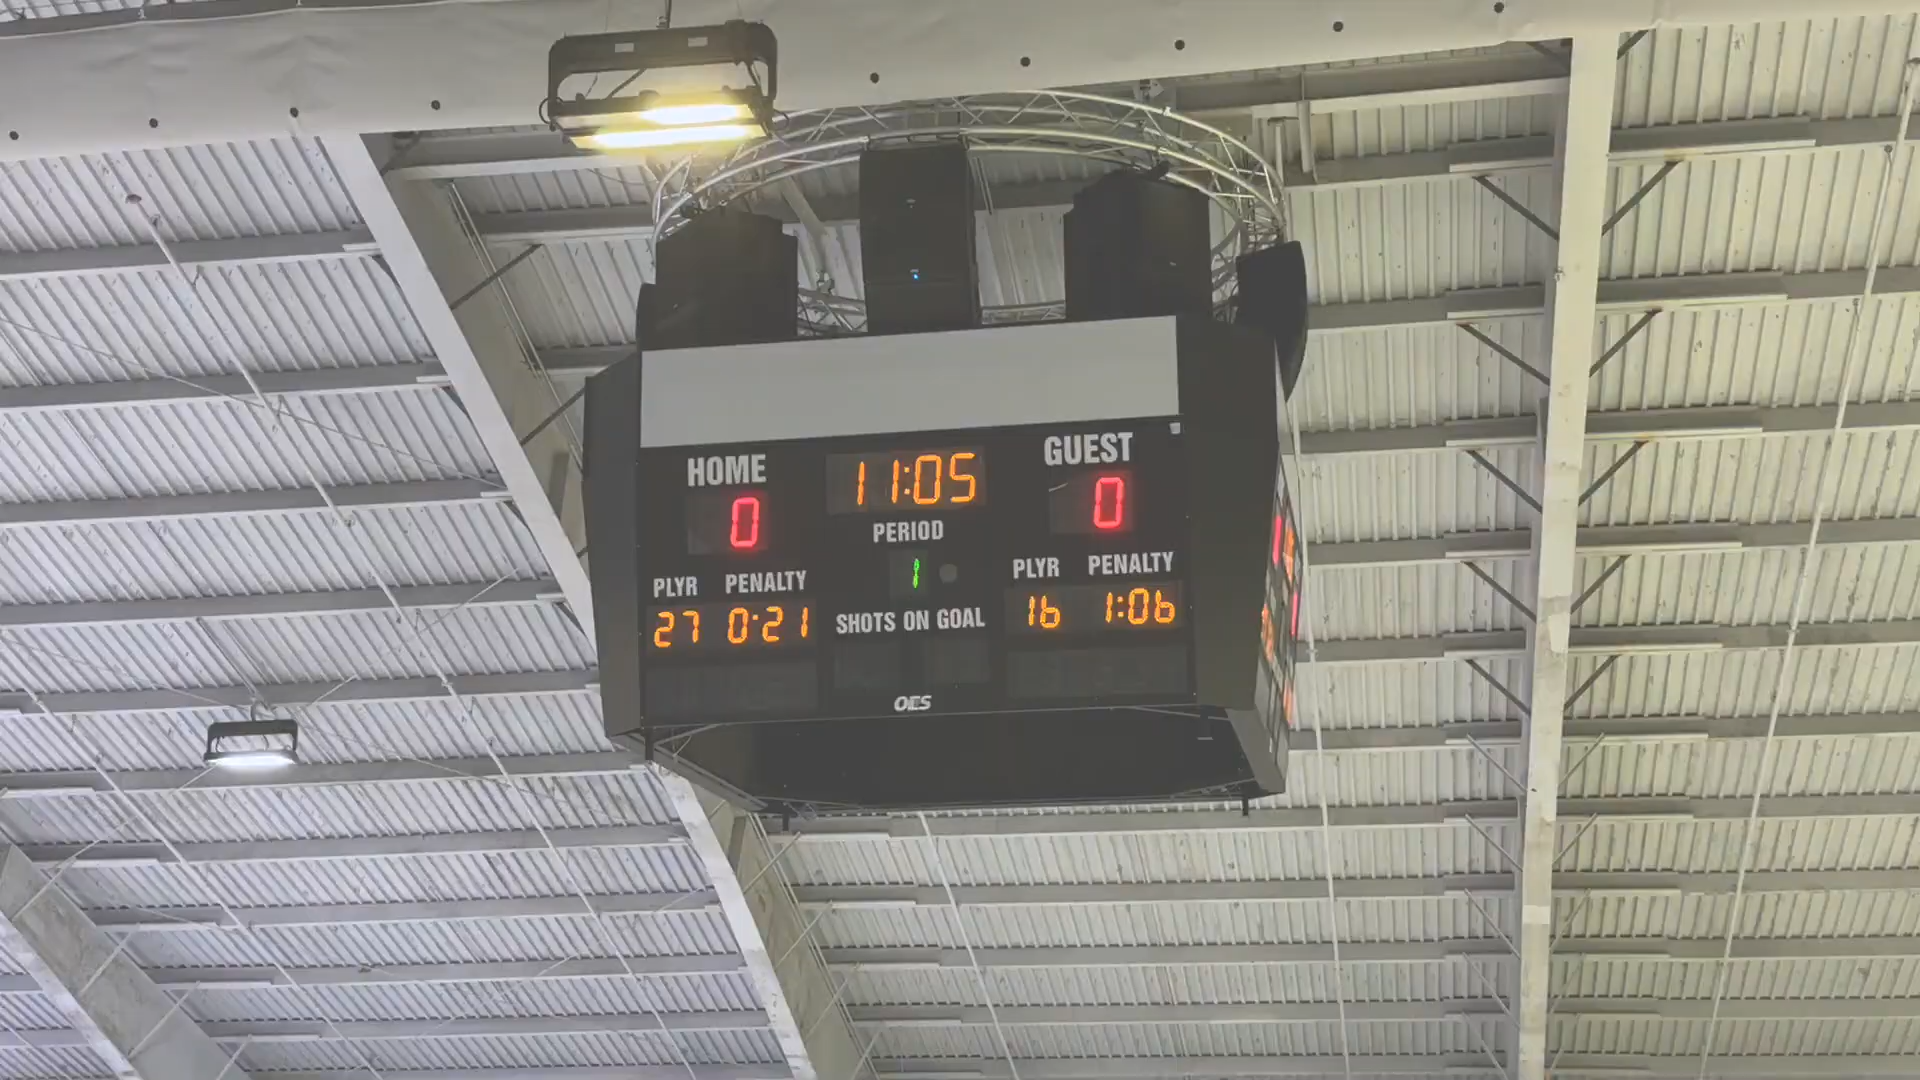 HOME 11:05 GUEST
0 PERIOD 0
PLYR PENALTY 1 PLYR PENALTY
27 0:21 SHOTS ON GOAL 16 1:06
OES